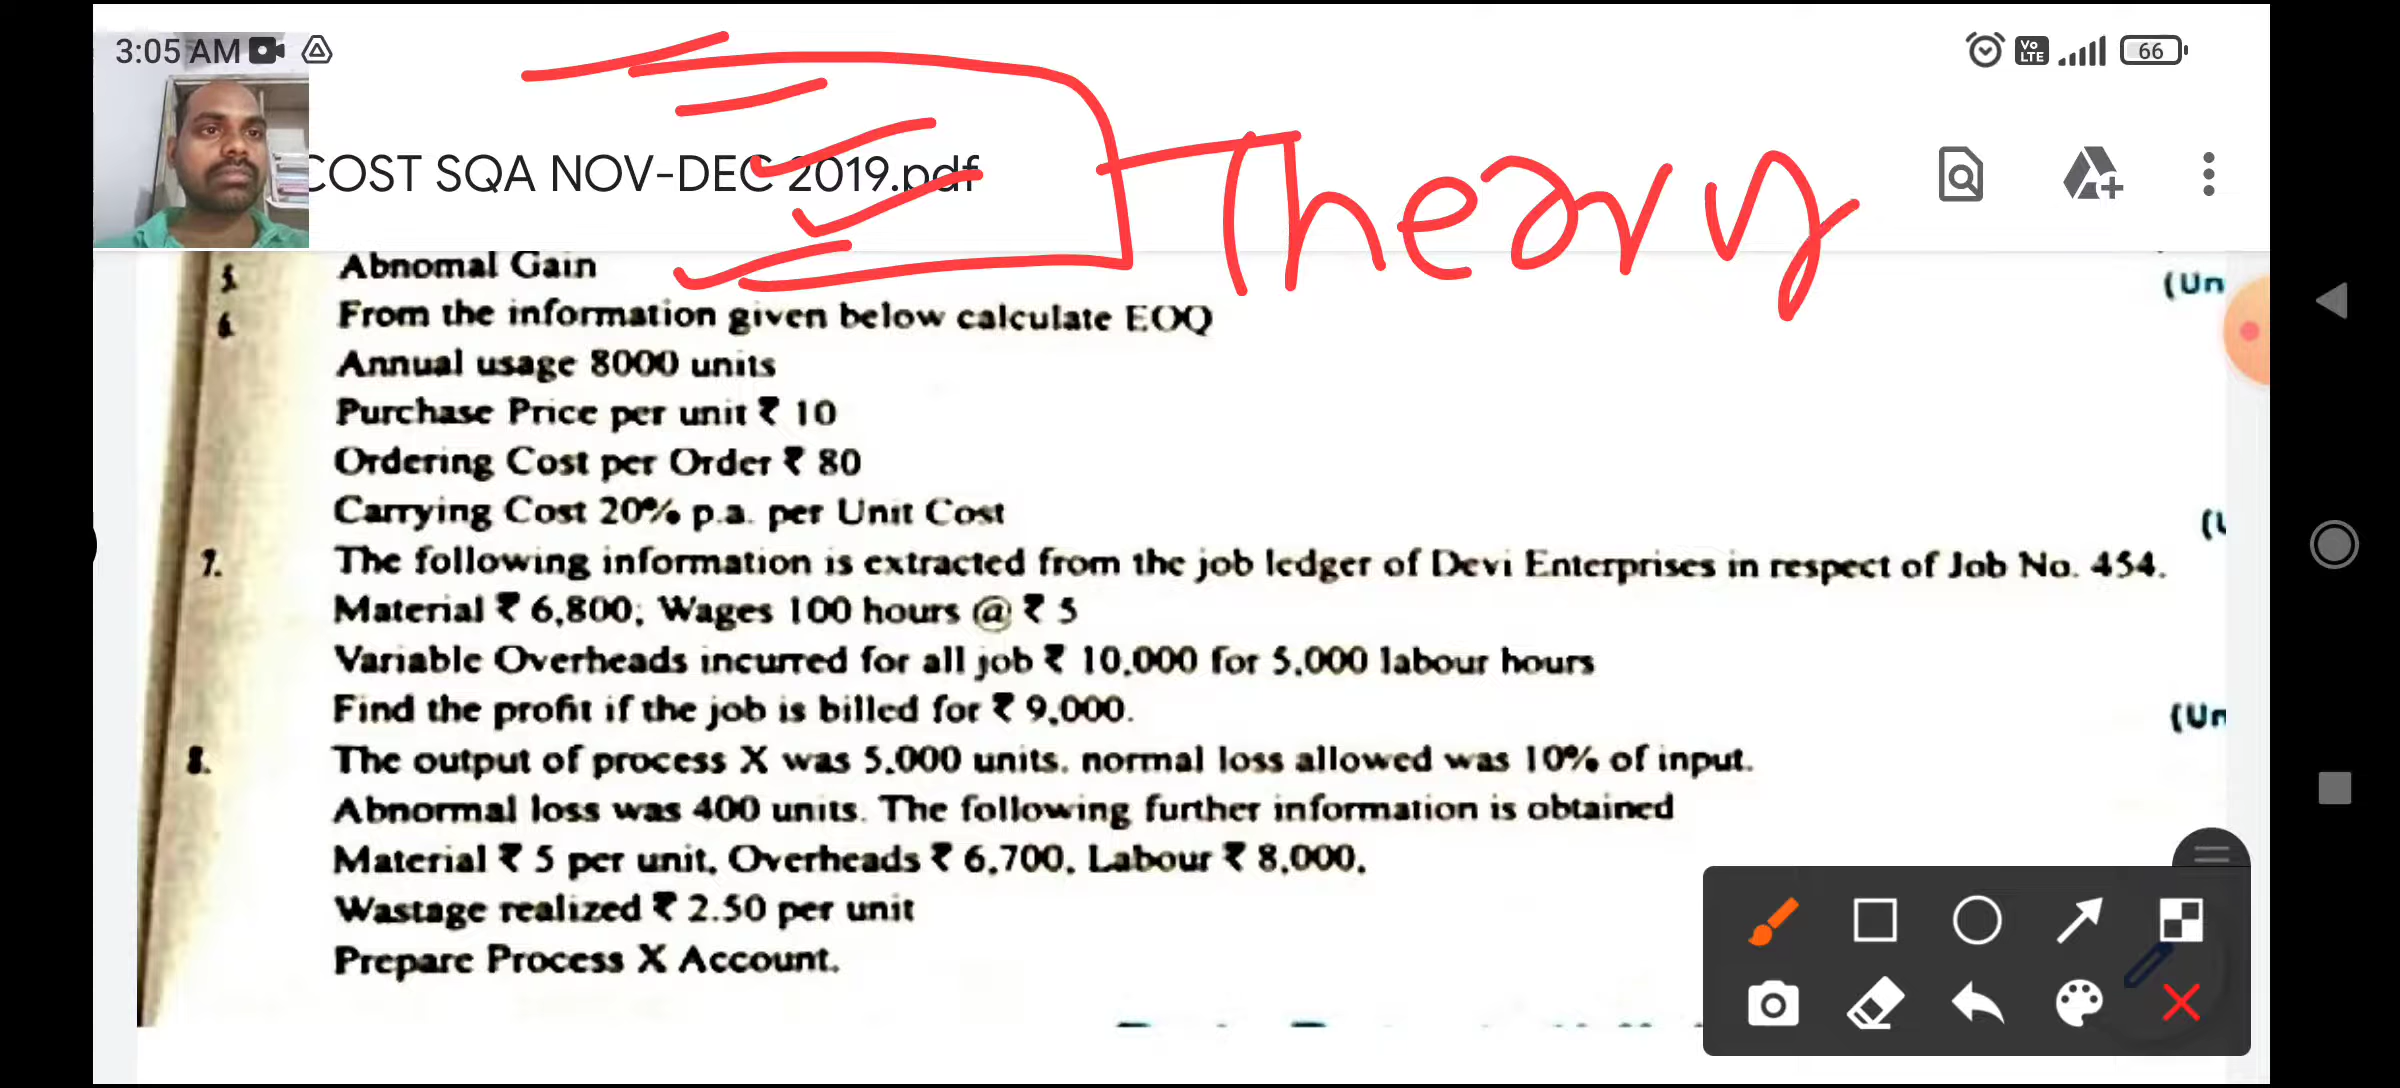 3:05 AM
Vo LTE
66
COST SQA NOV-DEC 2019.pdf
Theory
5. Abnomal Gain
(Un
6. From the information given below calculate EOQ
Annual usage 8000 units
Purchase Price per unit ₹ 10
Ordering Cost per Order ₹ 80
Carrying Cost 20% p.a. per Unit Cost
(U
7. The following information is extracted from the job ledger of Devi Enterprises in respect of Job No. 454.
Material ₹ 6,800; Wages 100 hours @ ₹ 5
Variable Overheads incurred for all job ₹ 10,000 for 5,000 labour hours
Find the profit if the job is billed for ₹ 9,000.
(Un
8. The output of process X was 5,000 units, normal loss allowed was 10% of input.
Abnormal loss was 400 units. The following further information is obtained
Material ₹ 5 per unit, Overheads ₹ 6,700, Labour ₹ 8,000,
Wastage realized ₹ 2.50 per unit
Prepare Process X Account.